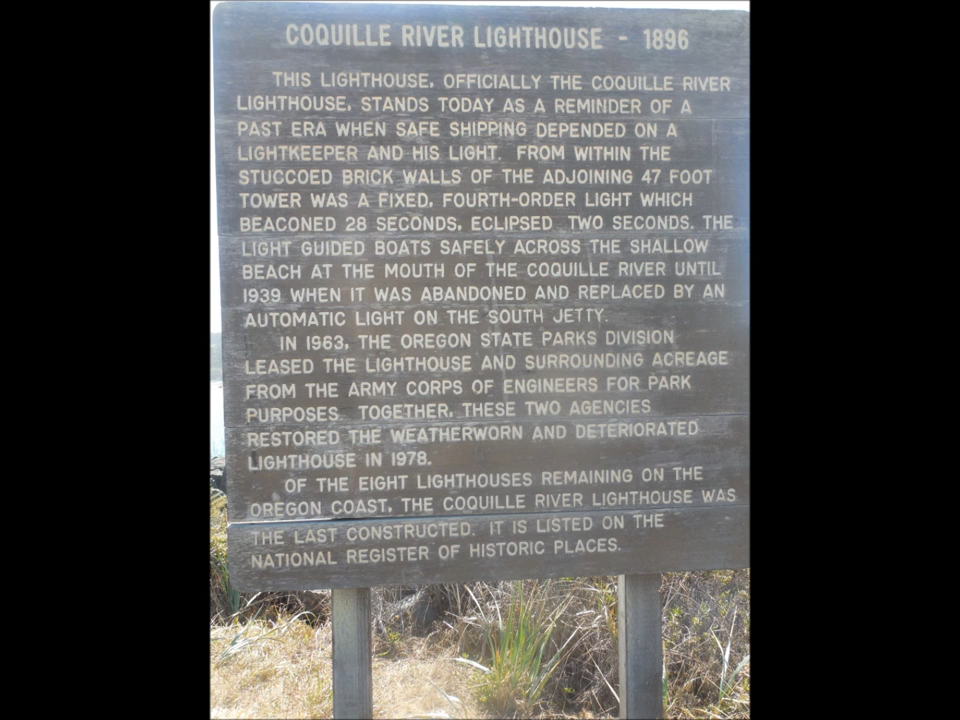 COQUILLE RIVER LIGHTHOUSE - 1896
THIS LIGHTHOUSE, OFFICIALLY THE COQUILLE RIVER
LIGHTHOUSE, STANDS TODAY AS A REMINDER OF A
PAST ERA WHEN SAFE SHIPPING DEPENDED ON A
LIGHTKEEPER AND HIS LIGHT. FROM WITHIN THE
STUCCOED BRICK WALLS OF THE ADJOINING 47 FOOT
TOWER WAS A FIXED, FOURTH-ORDER LIGHT WHICH
BEACONED 28 SECONDS, ECLIPSED TWO SECONDS. THE
LIGHT GUIDED BOATS SAFELY ACROSS THE SHALLOW
BEACH AT THE MOUTH OF THE COQUILLE RIVER UNTIL
1939 WHEN IT WAS ABANDONED AND REPLACED BY AN
AUTOMATIC LIGHT ON THE SOUTH JETTY.
IN 1963, THE OREGON STATE PARKS DIVISION
LEASED THE LIGHTHOUSE AND SURROUNDING ACREAGE
FROM THE ARMY CORPS OF ENGINEERS FOR PARK
PURPOSES. TOGETHER, THESE TWO AGENCIES
RESTORED THE WEATHERWORN AND DETERIORATED
LIGHTHOUSE IN 1978.
OF THE EIGHT LIGHTHOUSES REMAINING ON THE
OREGON COAST, THE COQUILLE RIVER LIGHTHOUSE WAS
THE LAST CONSTRUCTED. IT IS LISTED ON THE
NATIONAL REGISTER OF HISTORIC PLACES.